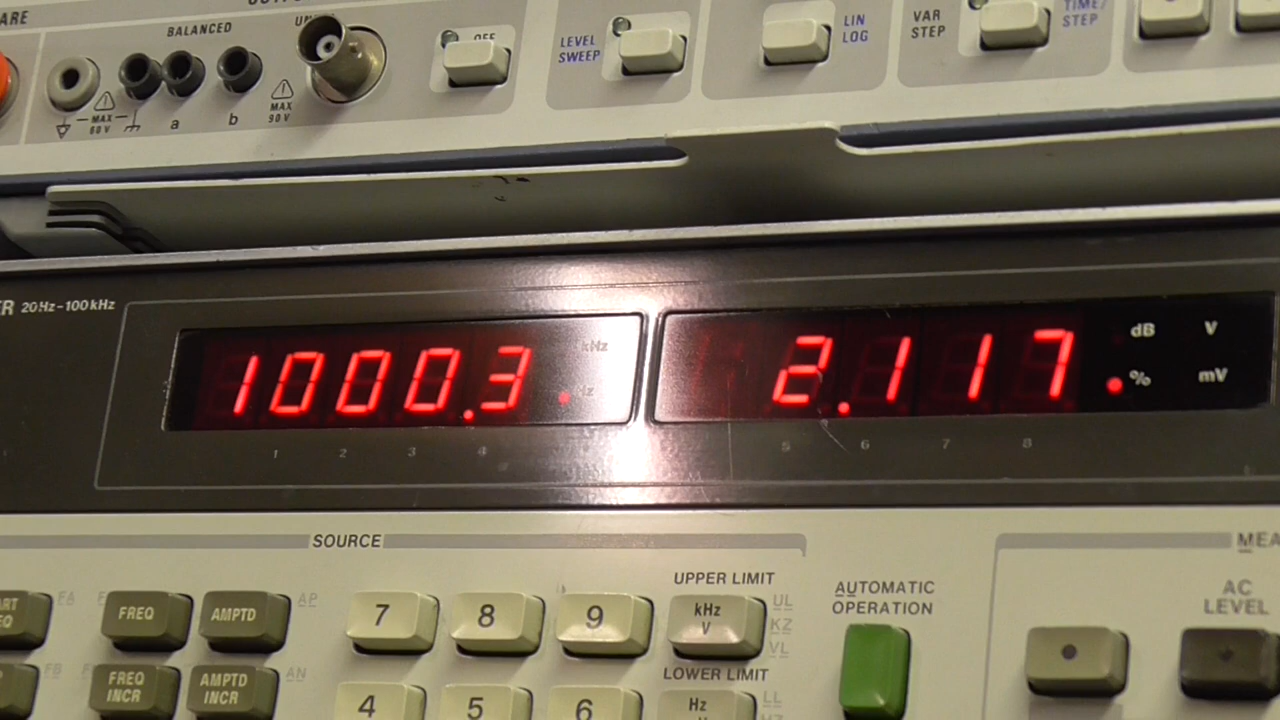 BALANCED
OFF
LEVEL
SWEEP
LIN
LOG
VAR
STEP
TIME/
STEP
MAX
60 V
a
b
MAX
90 V
20Hz-100kHz
1000 0.3
kHz
2.117
dB V
% mV
1 2 3 4 5 6 7 8
SOURCE
UPPER LIMIT
AUTOMATIC
OPERATION
AC
LEVEL
FA
FREQ
AMPTD
AP
7 8 9
kHz
V
UL
KZ
VL
LOWER LIMIT
FB
FREQ
INCR
AMPTD
INCR
AN
4 5 6
Hz
LL